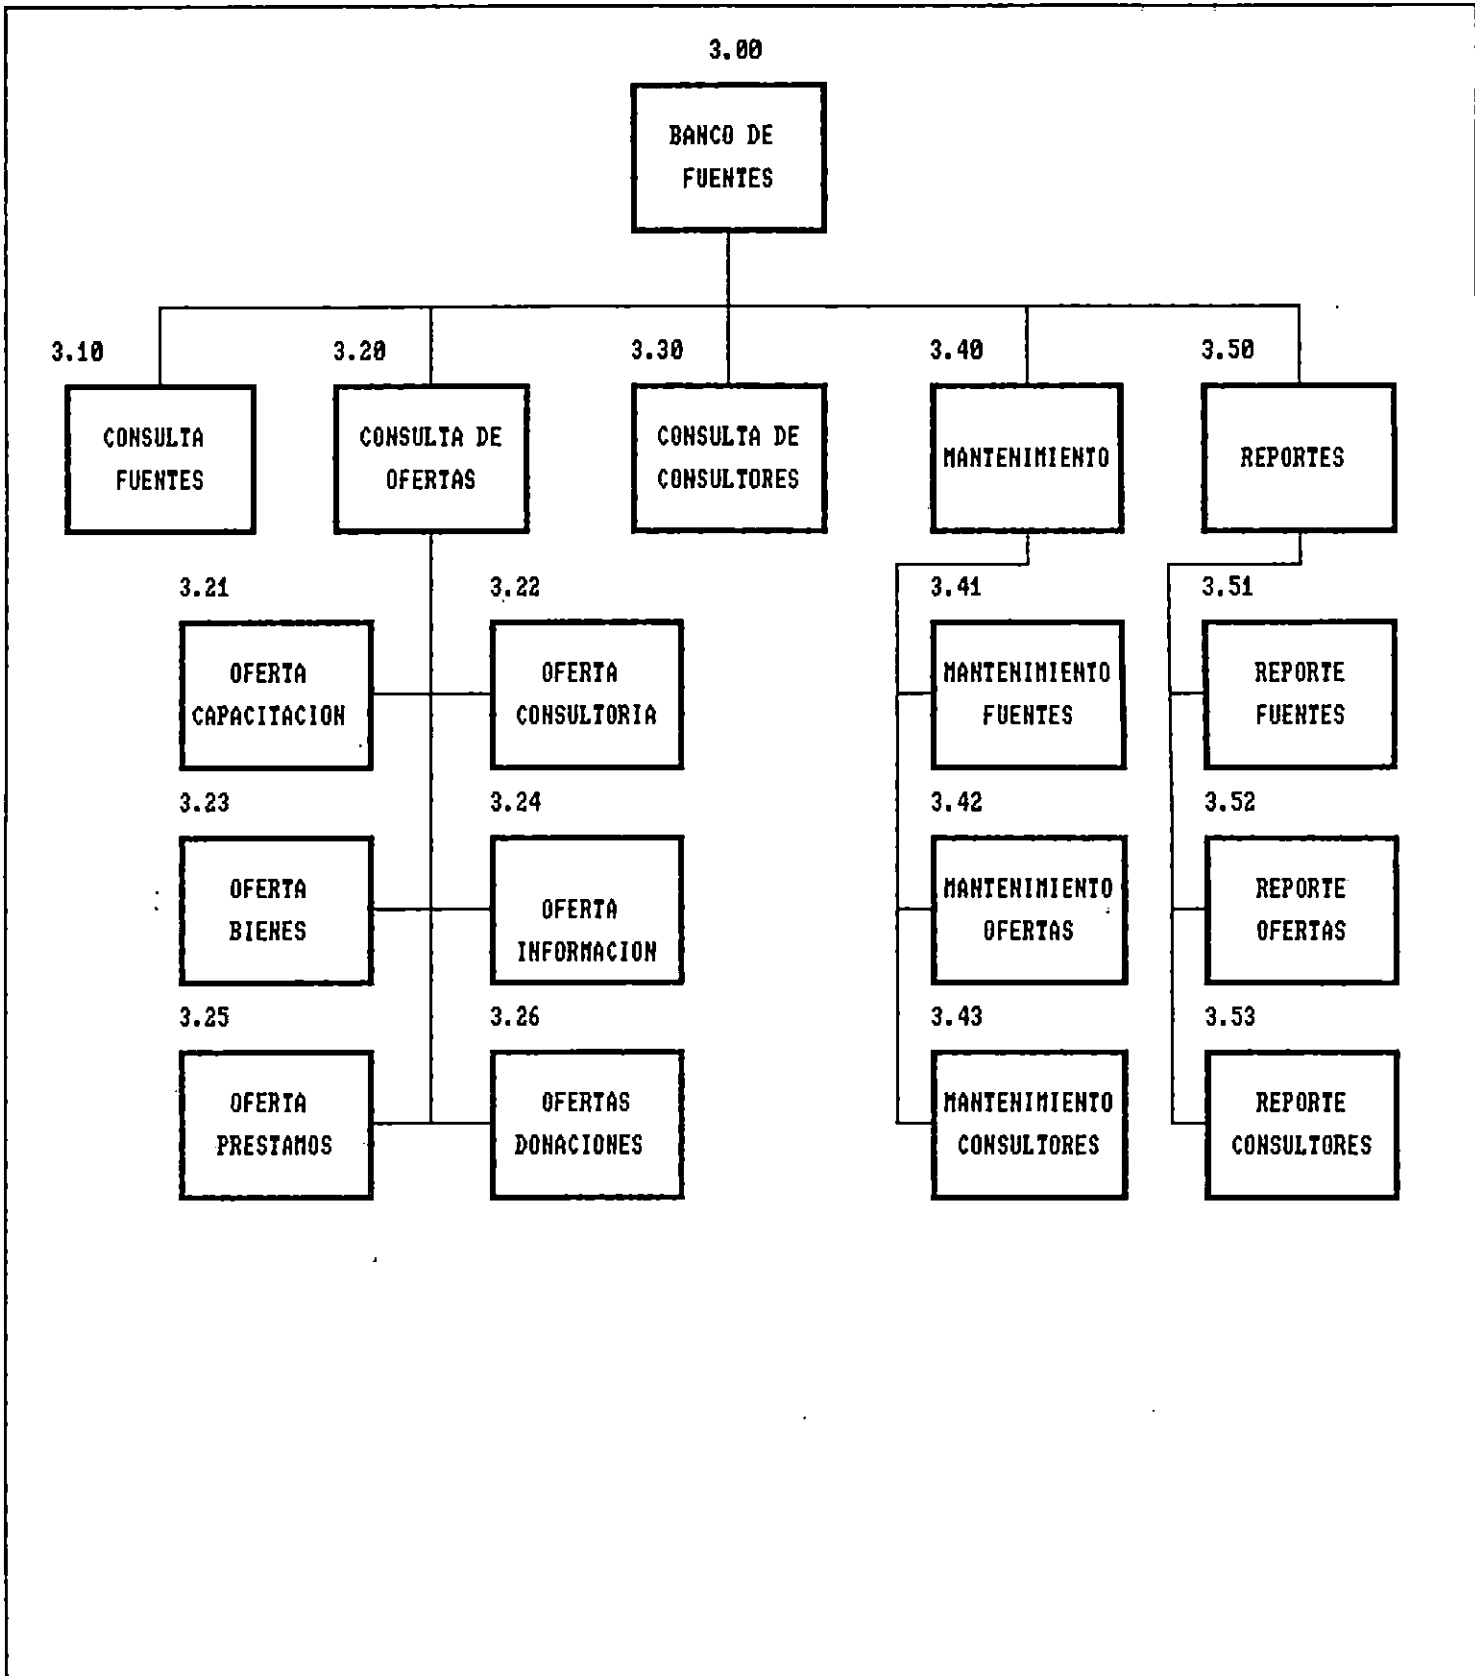 3.00
BANCO DE
FUENTES
3.10
3.20
3.30
3.40
3.50
CONSULTA
FUENTES
CONSULTA DE
OFERTAS
CONSULTA DE
CONSULTORES
MANTENIMIENTO
REPORTES
3.21
3.22
3.41
3.51
OFERTA
CAPACITACION
OFERTA
CONSULTORIA
MANTENIMIENTO
FUENTES
REPORTE
FUENTES
3.23
3.24
3.42
3.52
OFERTA
BIENES
OFERTA
INFORMACION
MANTENIMIENTO
OFERTAS
REPORTE
OFERTAS
3.25
3.26
3.43
3.53
OFERTA
PRESTAMOS
OFERTAS
DONACIONES
MANTENIMIENTO
CONSULTORES
REPORTE
CONSULTORES